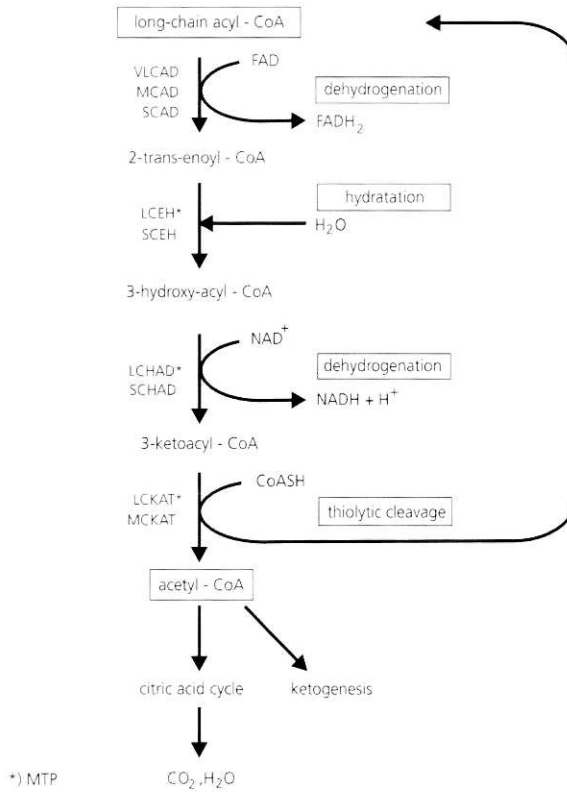 long-chain acyl - CoA
VLCAD
MCAD
SCAD
FAD
dehydrogenation
FADH₂
2-trans-enoyl - CoA
LCEH*
SCEH
hydratation
H₂O
3-hydroxy-acyl - CoA
NAD⁺
LCHAD*
SCHAD
dehydrogenation
NADH + H⁺
3-ketoacyl - CoA
CoASH
LCKAT*
MCKAT
thiolytic cleavage
acetyl - CoA
citric acid cycle
ketogenesis
*) MTP
CO₂ ,H₂O